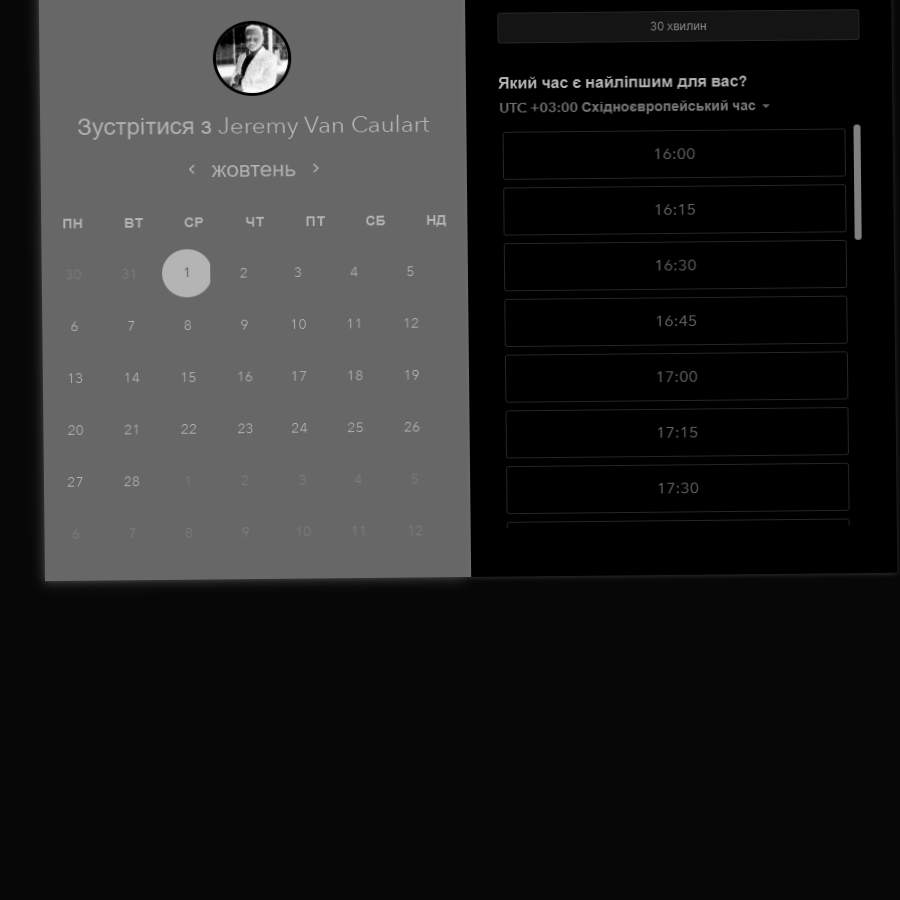 Зустрітися з Jeremy Van Caulart
жовтень
ПН ВТ СР ЧТ ПТ СБ НД
30 31 1 2 3 4 5
6 7 8 9 10 11 12
13 14 15 16 17 18 19
20 21 22 23 24 25 26
27 28 1 2 3 4 5
6 7 8 9 10 11 12
30 хвилин
Який час є найліпшим для вас?
UTC +03:00 Східноєвропейський час
16:00
16:15
16:30
16:45
17:00
17:15
17:30